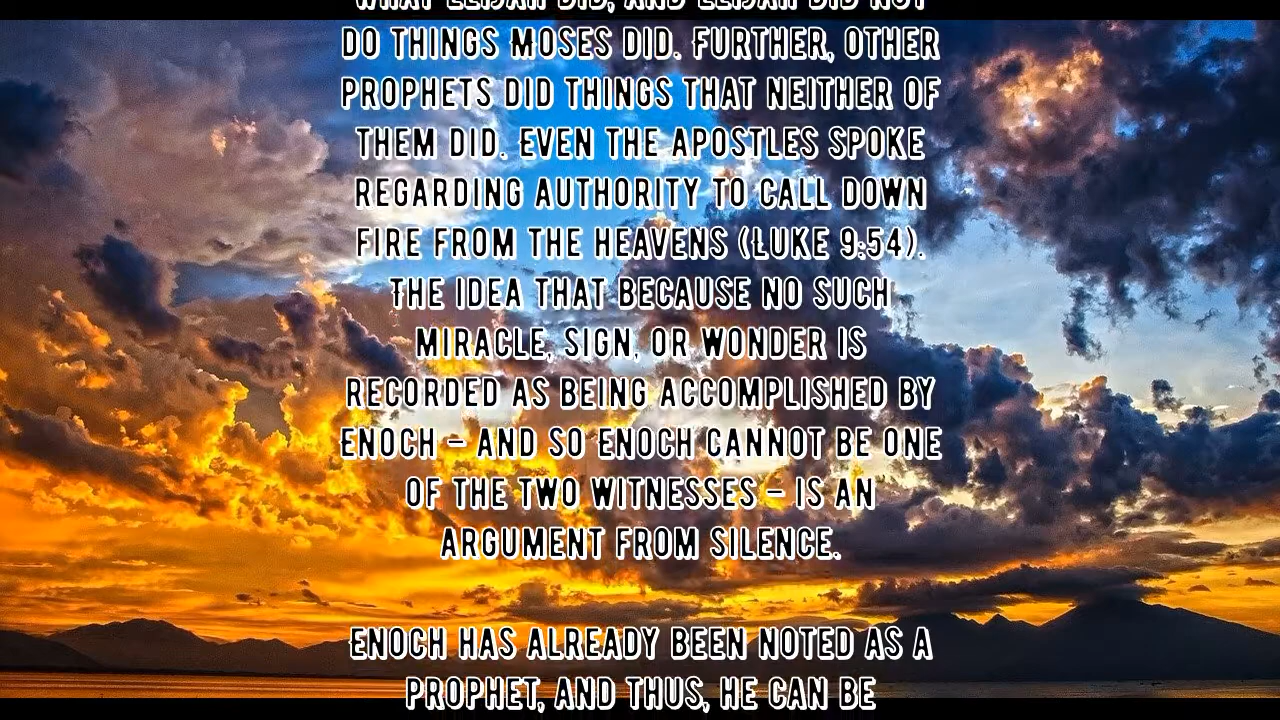 WHAT ELIJAH DID, AND ELIJAH DID NOT
DO THINGS MOSES DID. FURTHER, OTHER
PROPHETS DID THINGS THAT NEITHER OF
THEM DID. EVEN THE APOSTLES SPOKE
REGARDING AUTHORITY TO CALL DOWN
FIRE FROM THE HEAVENS (LUKE 9:54).
THE IDEA THAT BECAUSE NO SUCH
MIRACLE, SIGN, OR WONDER IS
RECORDED AS BEING ACCOMPLISHED BY
ENOCH – AND SO ENOCH CANNOT BE ONE
OF THE TWO WITNESSES – IS AN
ARGUMENT FROM SILENCE.
ENOCH HAS ALREADY BEEN NOTED AS A
PROPHET, AND THUS, HE CAN BE